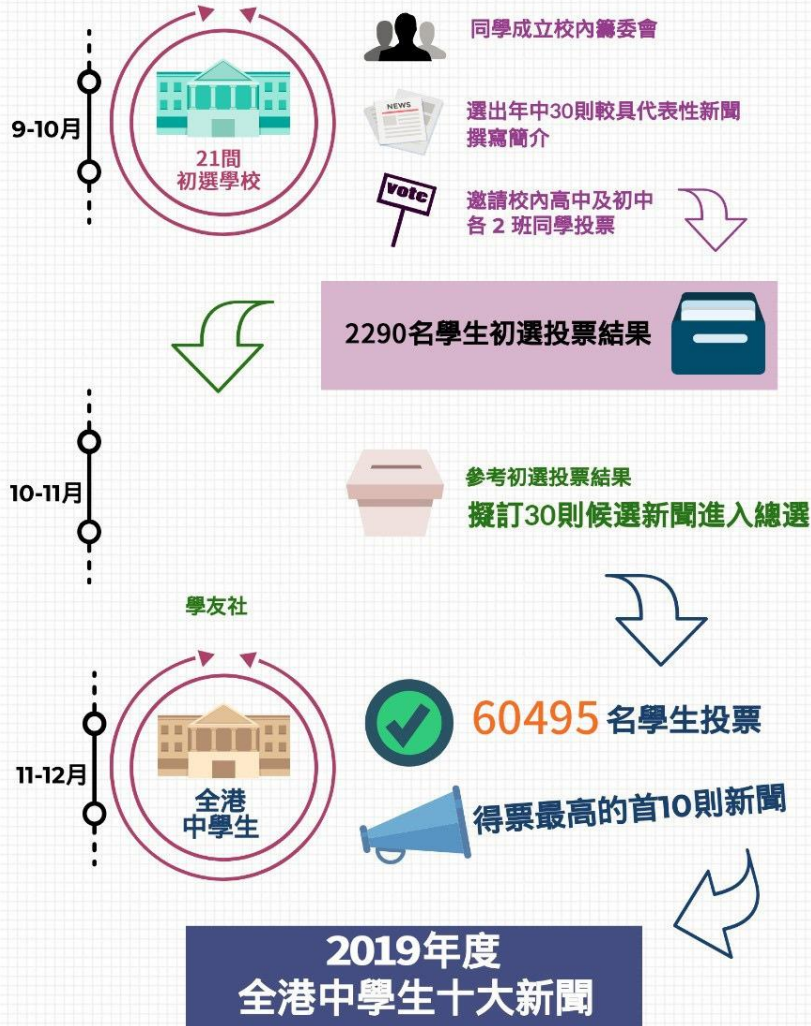 同學成立校內籌委會
9-10月
NEWS
選出年中30則較具代表性新聞
撰寫簡介
21間
初選學校
vote
邀請校內高中及初中
各 2 班同學投票
2290名學生初選投票結果
10-11月
參考初選投票結果
擬訂30則候選新聞進入總選
學友社
11-12月
全港
中學生
60495 名學生投票
得票最高的首10則新聞
2019年度
全港中學生十大新聞